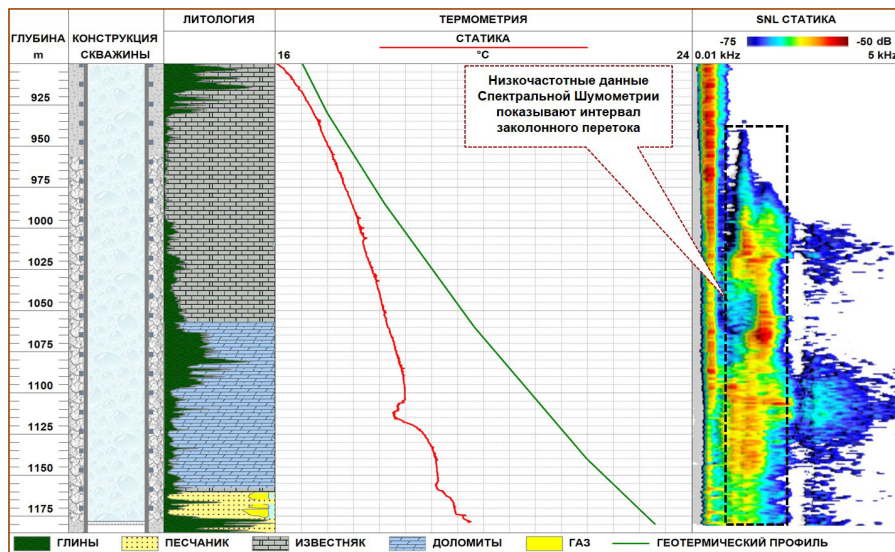 ЛИТОЛОГИЯ
ТЕРМОМЕТРИЯ
SNL СТАТИКА
ГЛУБИНА
m
КОНСТРУКЦИЯ
СКВАЖИНЫ
СТАТИКА
16
°C
24
-75
-50 dB
0.01 kHz
5 kHz
Низкочастотные данные
Спектральной Шумометрии
показывают интервал
заколонного перетока
925
950
975
1000
1025
1050
1075
1100
1125
1150
1175
ГЛИНЫ
ПЕСЧАНИК
ИЗВЕСТНЯК
ДОЛОМИТЫ
ГАЗ
ГЕОТЕРМИЧЕСКИЙ ПРОФИЛЬ